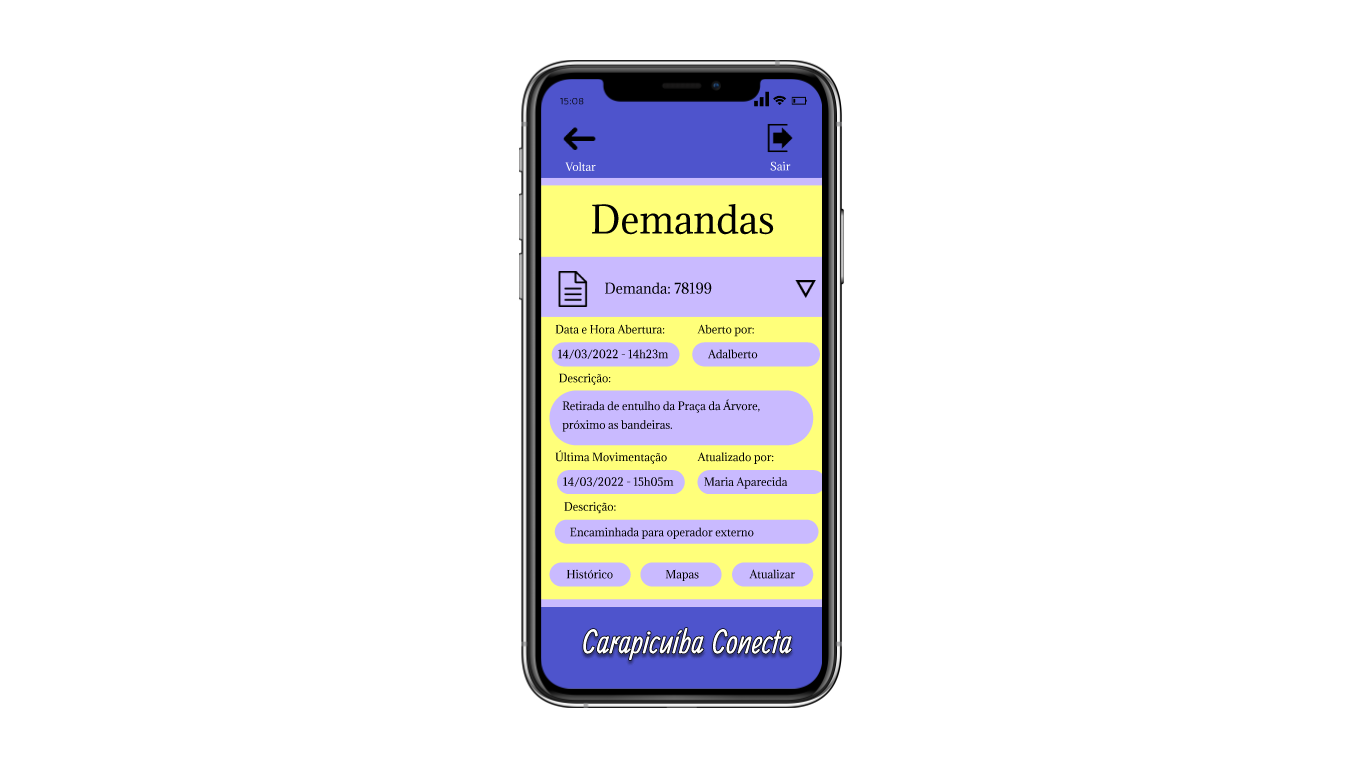 15:08
Voltar
Sair
Demandas
Demanda: 78199
Data e Hora Abertura:
Aberto por:
14/03/2022 - 14h23m
Adalberto
Descrição:
Retirada de entulho da Praça da Árvore,
próximo as bandeiras.
Última Movimentação
Atualizado por:
14/03/2022 - 15h05m
Maria Aparecida
Descrição:
Encaminhada para operador externo
Histórico
Mapas
Atualizar
Carapicuíba Conecta